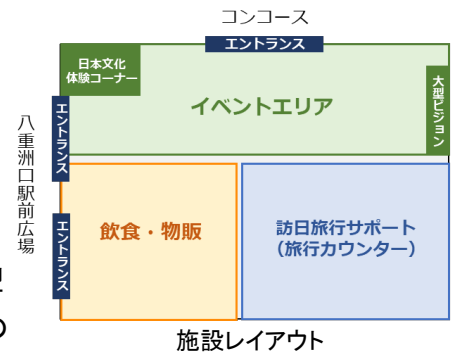 コンコース
エントランス
日本文化
体験コーナー
イベントエリア
大型ビジョン
エントランス
八重洲口駅前広場
飲食・物販
訪日旅行サポート
(旅行カウンター)
エントランス
の
施設レイアウト